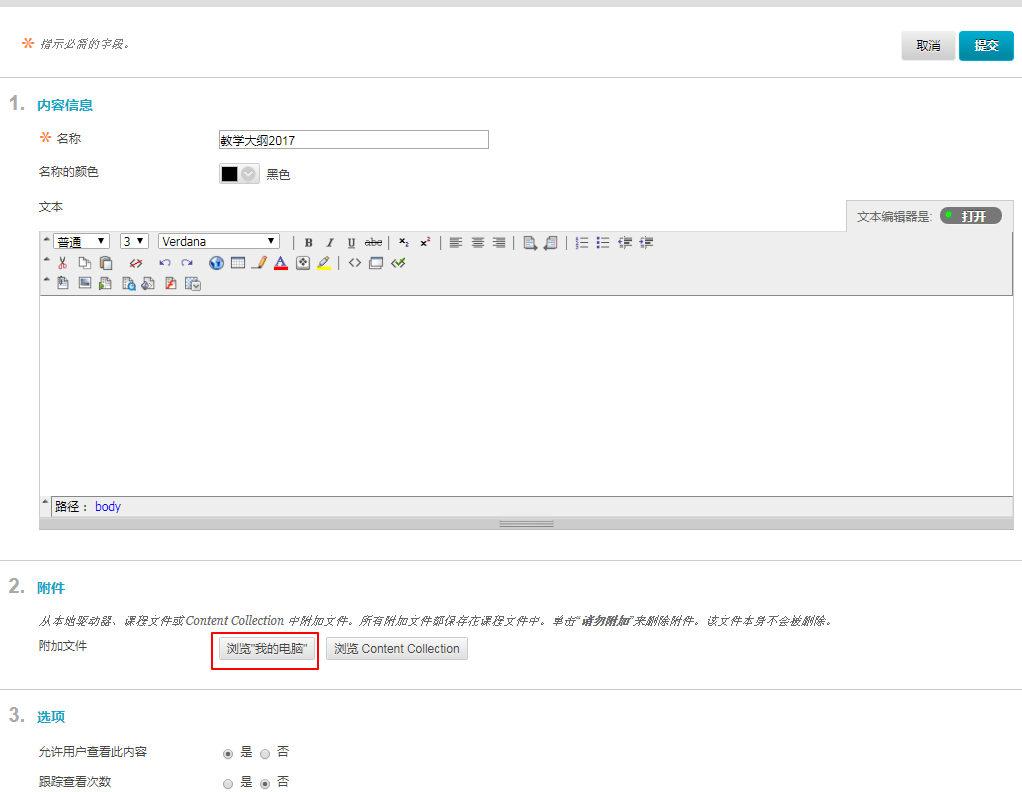 * 指示必需的字段。
取消 提交
1. 内容信息
* 名称 教学大纲2017
名称的颜色 黑色
文本
文本编辑器是: 打开
普通 3 Verdana B I U abc x₂ x²
路径： body
2. 附件
从本地驱动器、课程文件或 Content Collection 中附加文件。所有附加文件都保存在课程文件中。单击“请勿附加”来删除附件。该文件本身不会被删除。
附加文件 浏览"我的电脑" 浏览 Content Collection
3. 选项
允许用户查看此内容 是 否
跟踪查看次数 是 否